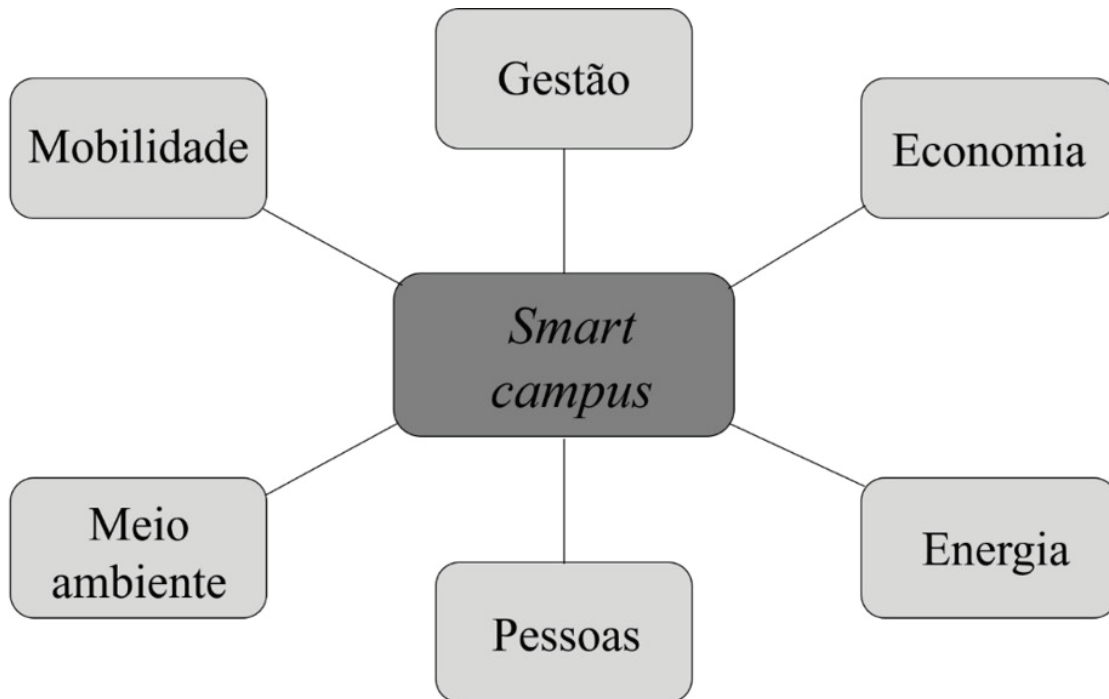 Gestão
Mobilidade
Economia
Smart
campus
Meio
ambiente
Energia
Pessoas